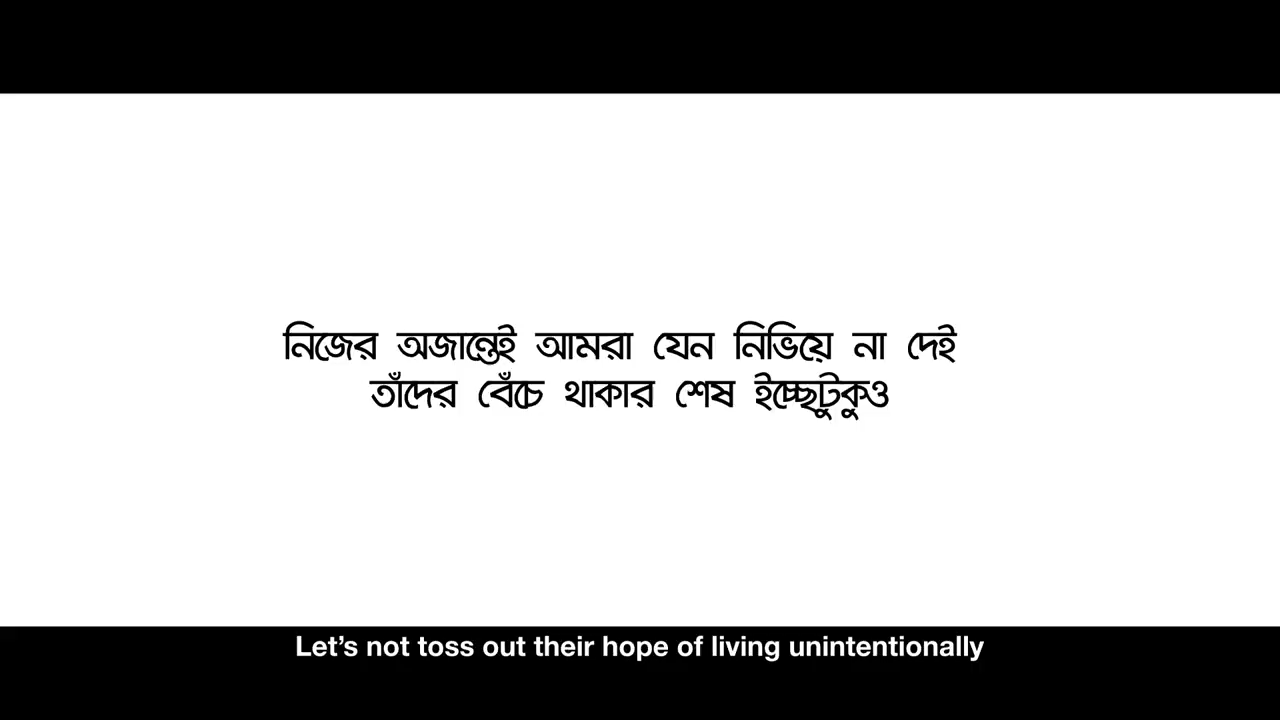 নিজের অজান্তেই আমরা যেন নিভিয়ে না দেই
তাঁদের বেঁচে থাকার শেষ ইচ্ছেটুকুও
Let’s not toss out their hope of living unintentionally